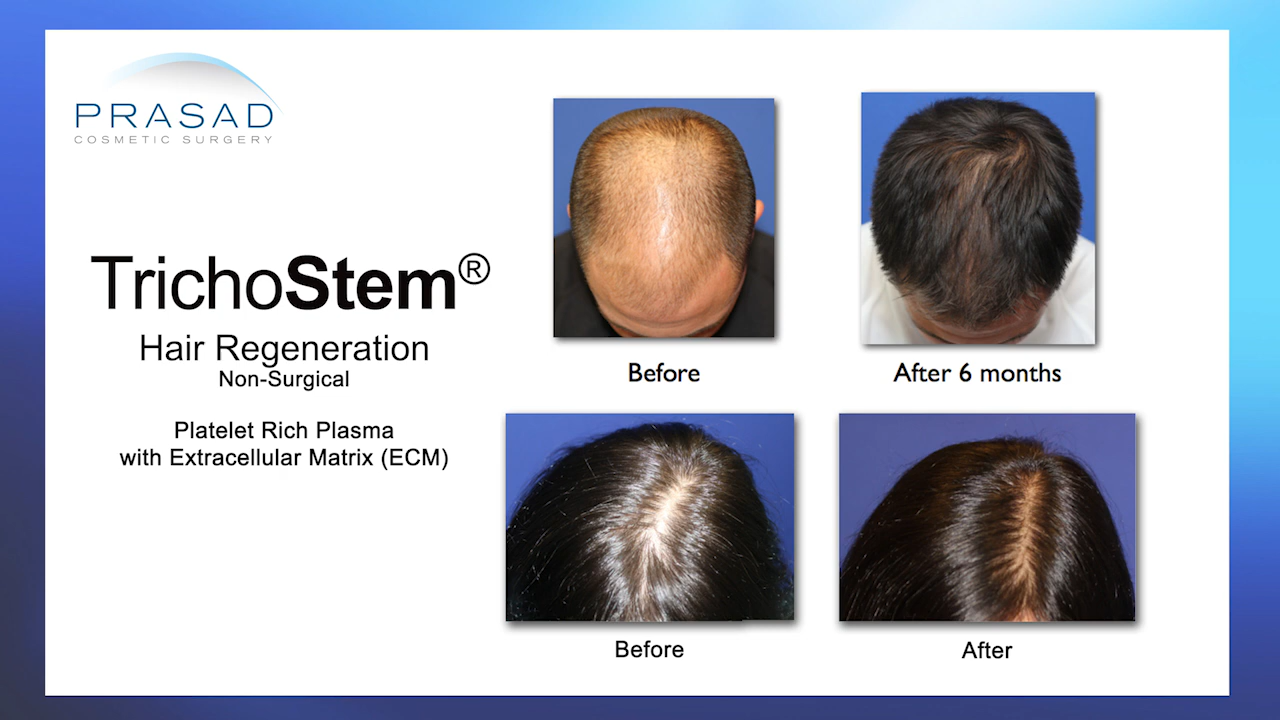 PRASAD
COSMETIC SURGERY
TrichoStem®
Hair Regeneration
Non-Surgical
Platelet Rich Plasma
with Extracellular Matrix (ECM)
Before
After 6 months
Before
After